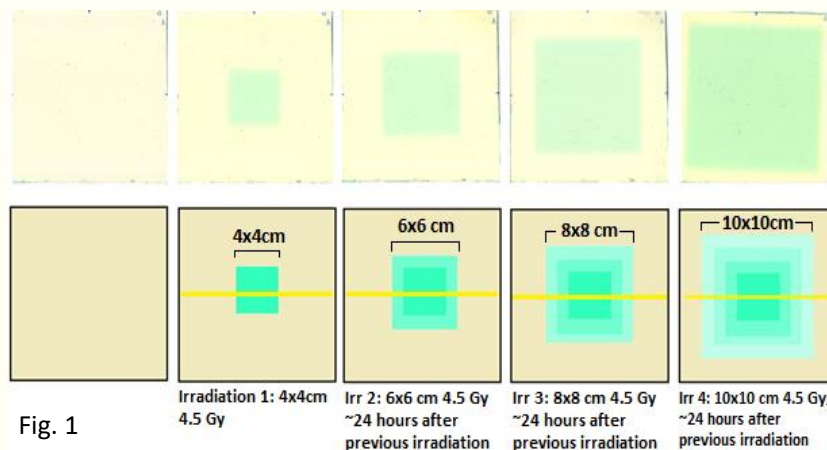 4x4cm
6x6 cm
8x8 cm
10x10cm
Irradiation 1: 4x4cm
4.5 Gy
Irr 2: 6x6 cm 4.5 Gy
~24 hours after
previous irradiation
Irr 3: 8x8 cm 4.5 Gy
~24 hours after
previous irradiation
Irr 4: 10x10 cm 4.5 Gy,
~24 hours after
previous irradiation
Fig. 1